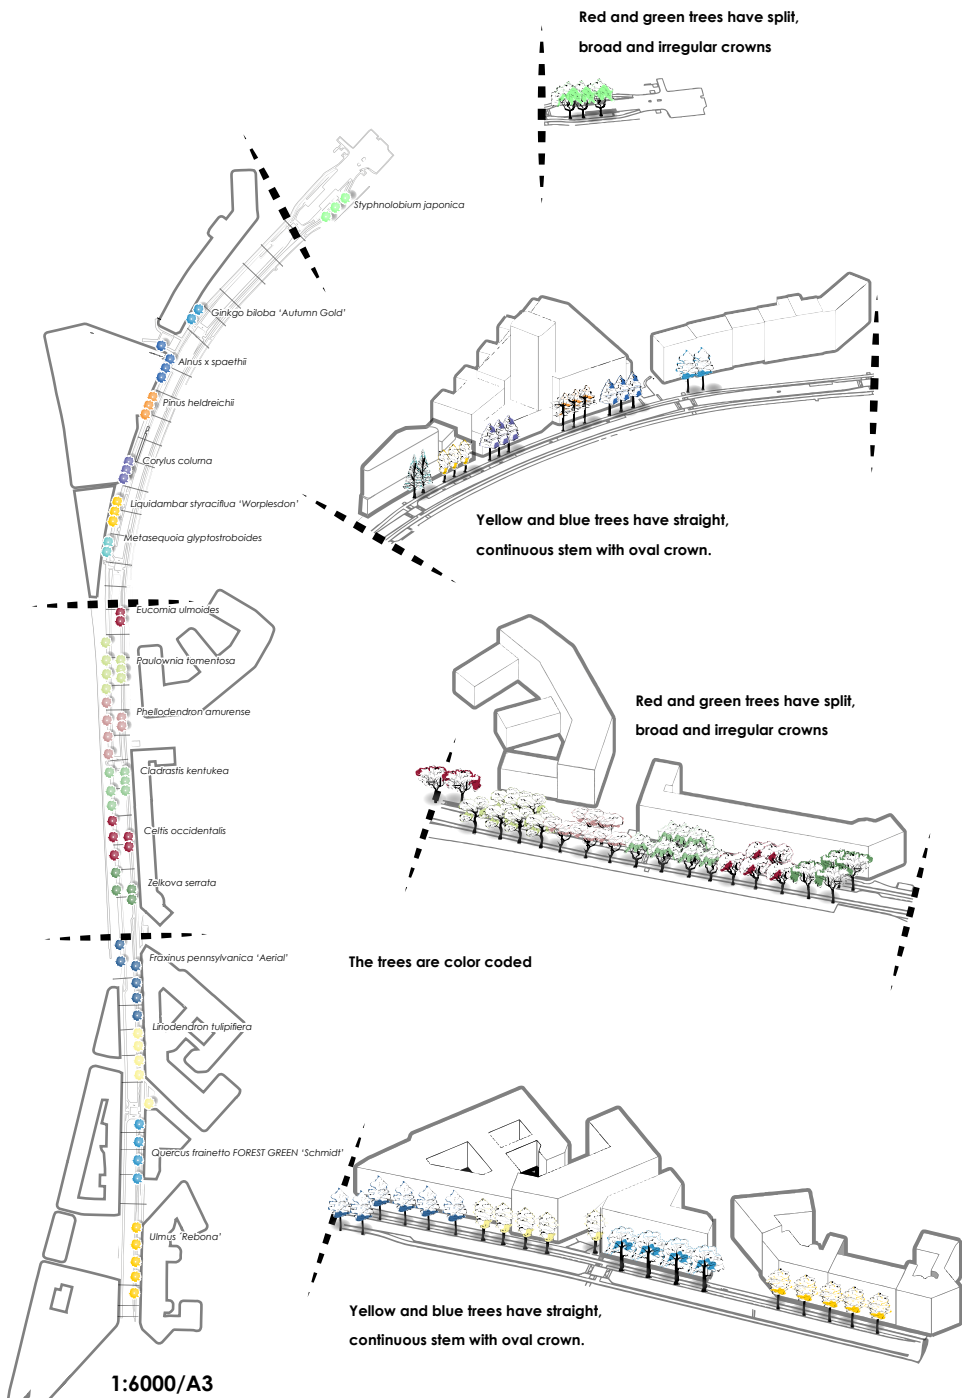 Red and green trees have split,
broad and irregular crowns
Styphnolobium japonica
Ginkgo biloba 'Autumn Gold'
Alnus x spaethii
Pinus heldreichii
Corylus colurna
Liquidambar styraciflua 'Worplesdon'
Metasequoia glyptostroboides
Yellow and blue trees have straight,
continuous stem with oval crown.
Eucomia ulmoides
Paulownia tomentosa
Phellodendron amurense
Cladrastis kentukea
Celtis occidentalis
Zelkova serrata
Red and green trees have split,
broad and irregular crowns
The trees are color coded
Fraxinus pennsylvanica 'Aerial'
Liriodendron tulipifiera
Quercus frainetto FOREST GREEN 'Schmidt'
Ulmus 'Rebona'
Yellow and blue trees have straight,
continuous stem with oval crown.
1:6000/A3